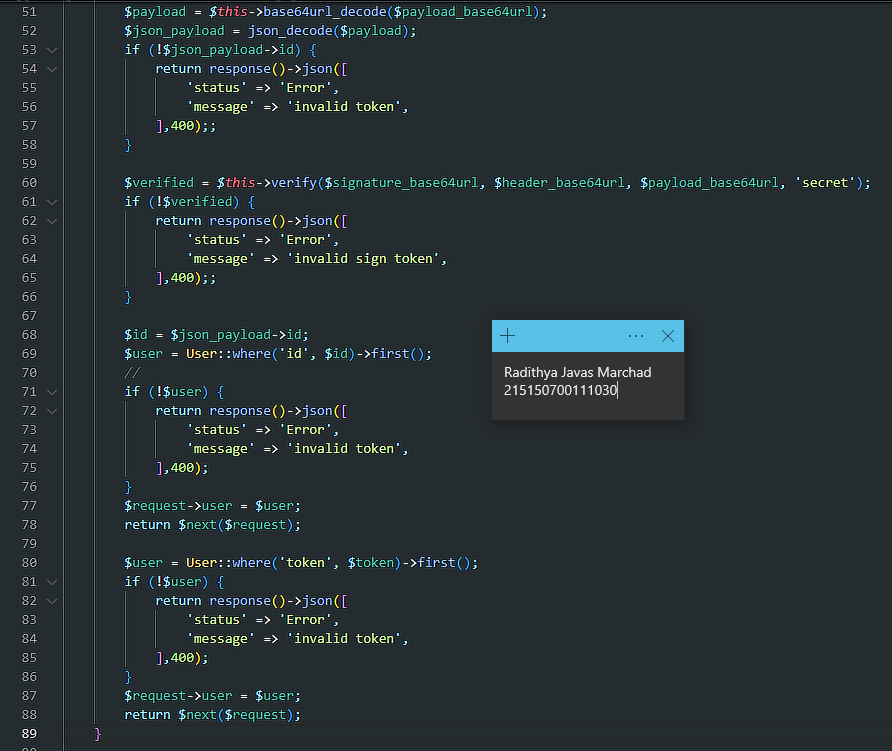 51 $payload = $this->base64url_decode($payload_base64url);
52 $json_payload = json_decode($payload);
53 if (!$json_payload->id) {
54 return response()->json([
55 'status' => 'Error',
56 'message' => 'invalid token',
57 ],400);;
58 }
59
60 $verified = $this->verify($signature_base64url, $header_base64url, $payload_base64url, 'secret');
61 if (!$verified) {
62 return response()->json([
63 'status' => 'Error',
64 'message' => 'invalid sign token',
65 ],400);;
66 }
67
68 $id = $json_payload->id;
69 $user = User::where('id', $id)->first();
70 //
71 if (!$user) {
72 return response()->json([
73 'status' => 'Error',
74 'message' => 'invalid token',
75 ],400);
76 }
77 $request->user = $user;
78 return $next($request);
79
80 $user = User::where('token', $token)->first();
81 if (!$user) {
82 return response()->json([
83 'status' => 'Error',
84 'message' => 'invalid token',
85 ],400);
86 }
87 $request->user = $user;
88 return $next($request);
89 }
Radithya Javas Marchad
215150700111030